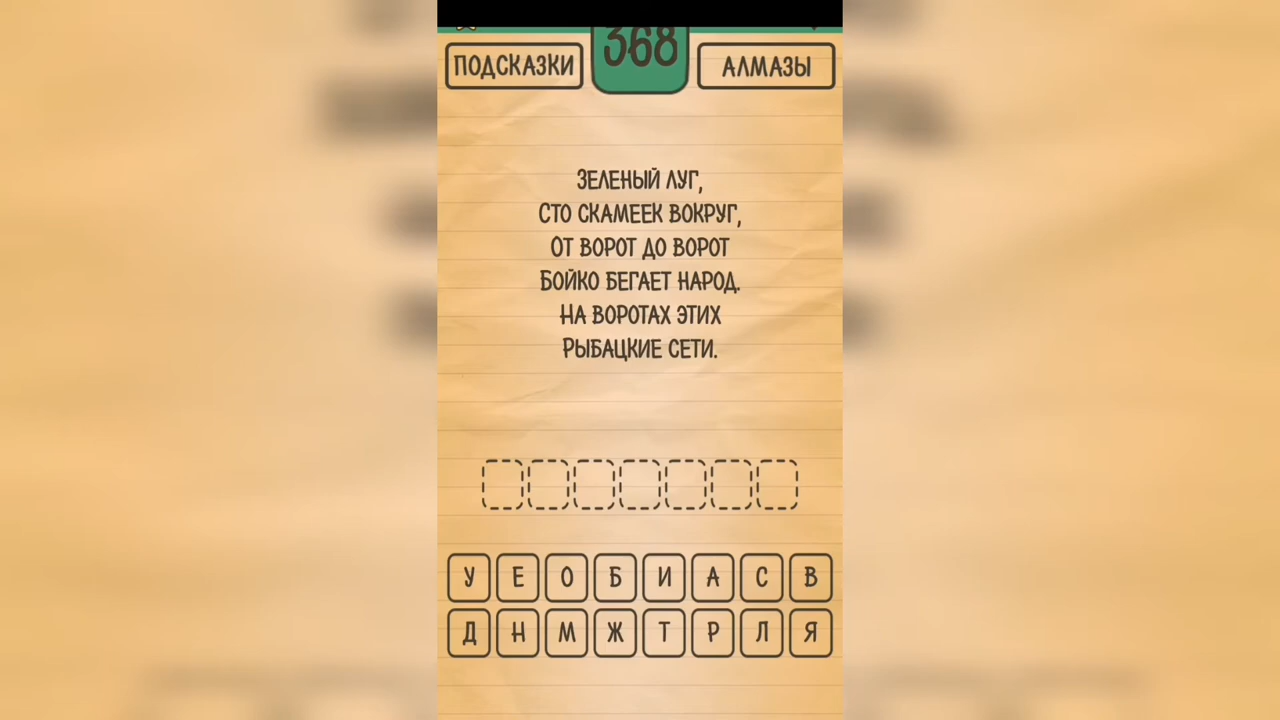 368
ПОДСКАЗКИ
АЛМАЗЫ
ЗЕЛЕНЫЙ ЛУГ,
СТО СКАМЕЕК ВОКРУГ,
ОТ ВОРОТ ДО ВОРОТ
БОЙКО БЕГАЕТ НАРОД.
НА ВОРОТАХ ЭТИХ
РЫБАЦКИЕ СЕТИ.
У Е О Б И А С В
Д Н М Ж Т Р Л Я